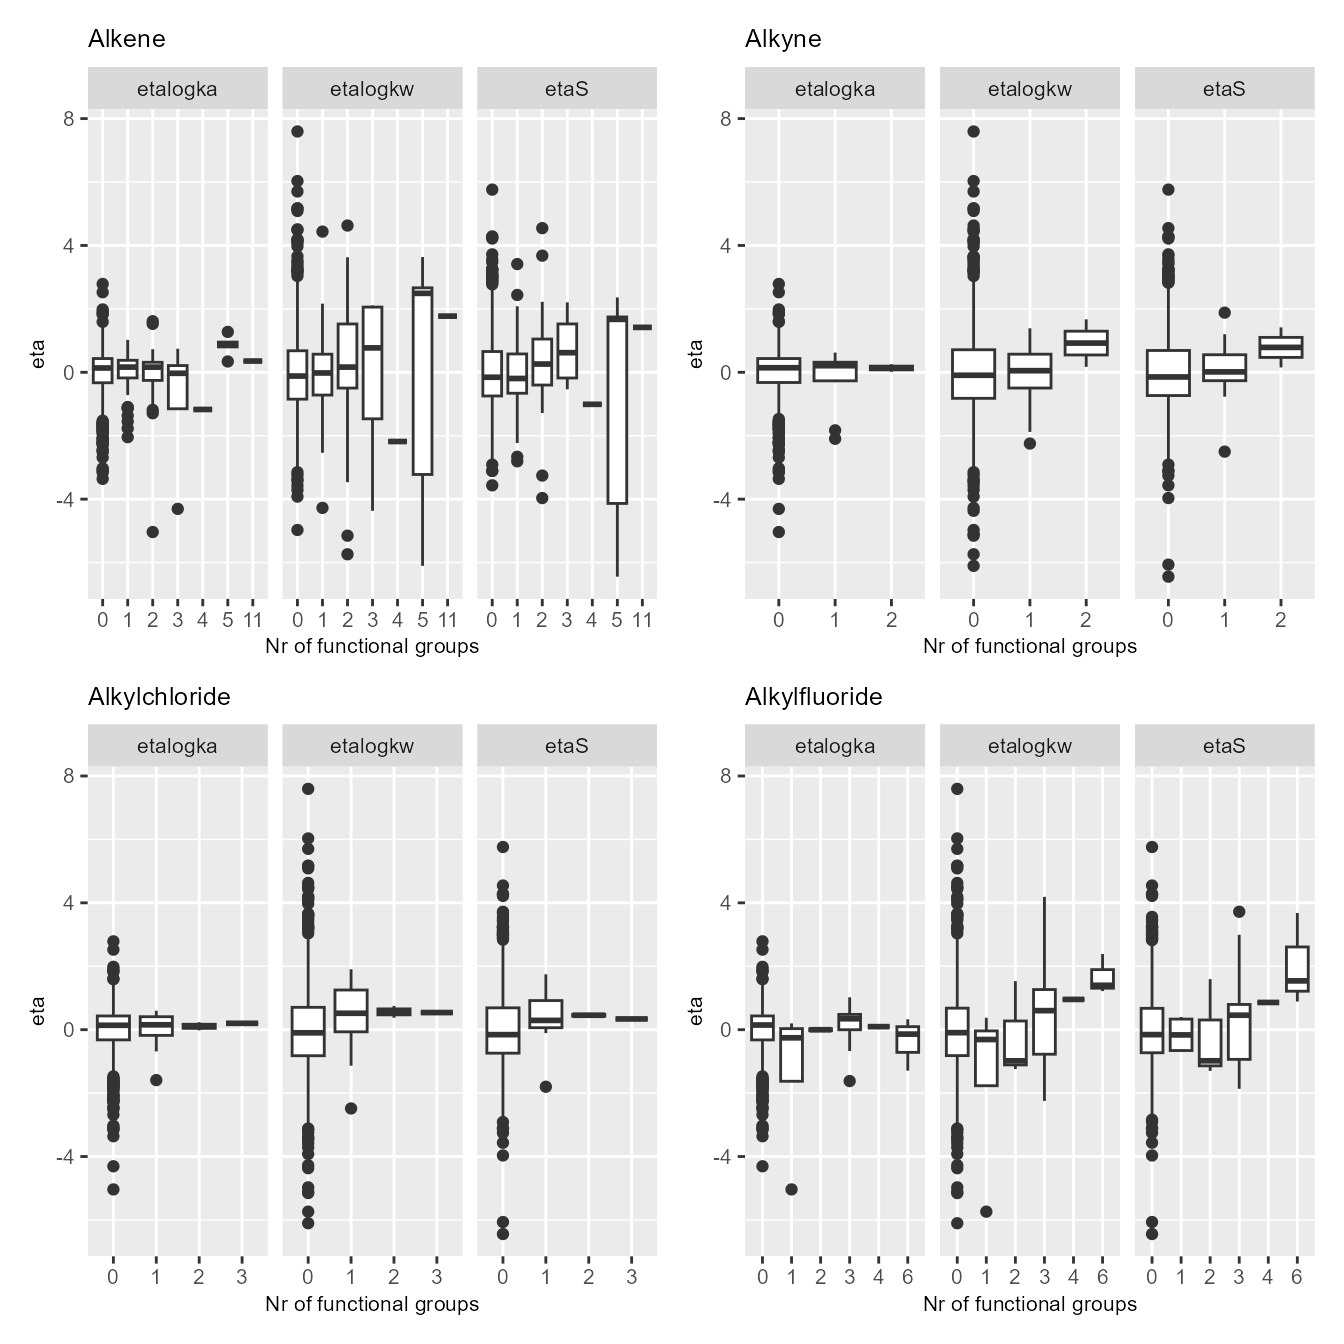 Alkene
etalogka etalogkw etaS
8
4
0
-4
eta
0 1 2 3 4 5 11 0 1 2 3 4 5 11 0 1 2 3 4 5 11
Nr of functional groups
Alkyne
etalogka etalogkw etaS
8
4
0
-4
eta
0 1 2 0 1 2 0 1 2
Nr of functional groups
Alkylchloride
etalogka etalogkw etaS
8
4
0
-4
eta
0 1 2 3 0 1 2 3 0 1 2 3
Nr of functional groups
Alkylfluoride
etalogka etalogkw etaS
8
4
0
-4
eta
0 1 2 3 4 6 0 1 2 3 4 6 0 1 2 3 4 6
Nr of functional groups